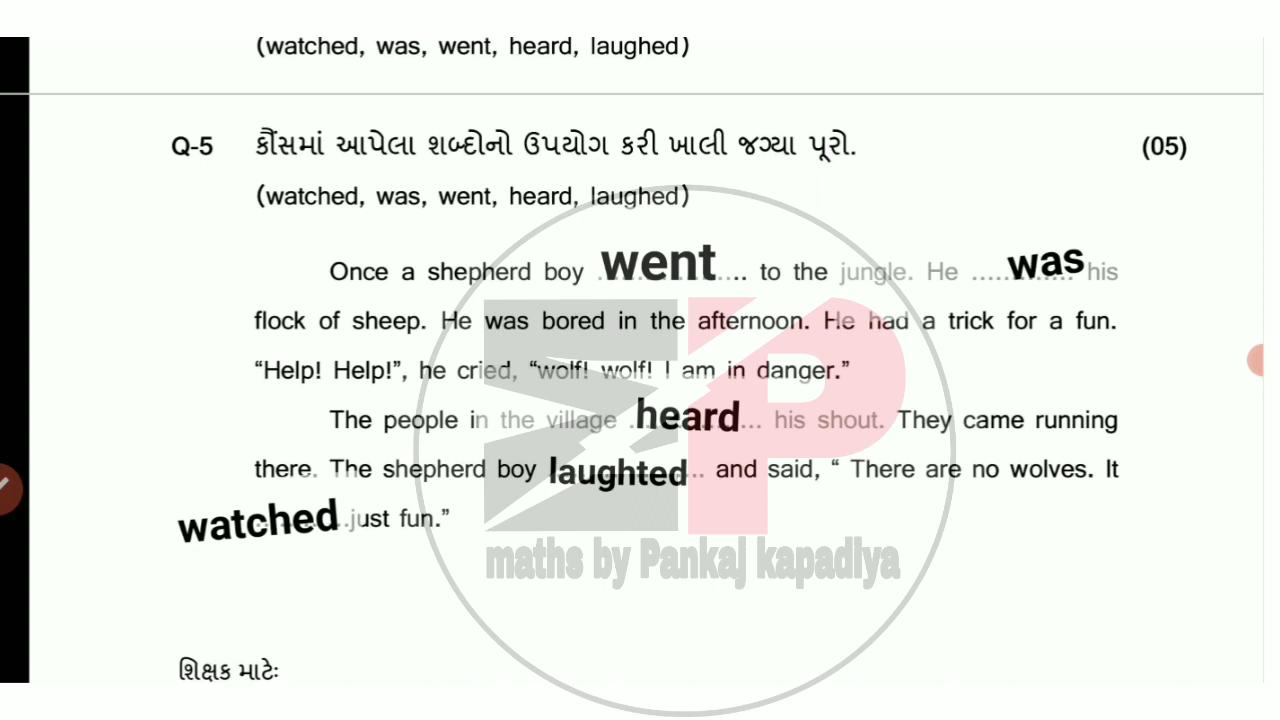 (watched, was, went, heard, laughed)
Q-5 કૌંસમાં આપેલા શબ્દોનો ઉપયોગ કરી ખાલી જગ્યા પૂરો. (05)
(watched, was, went, heard, laughed)
Once a shepherd boy went to the jungle. He was his
flock of sheep. He was bored in the afternoon. He had a trick for a fun.
“Help! Help!”, he cried, “wolf! wolf! I am in danger.”
The people in the village heard his shout. They came running
there. The shepherd boy laughted and said, “ There are no wolves. It
watched just fun.”
maths by Pankaj kapadiya
શિક્ષક માટેઃ